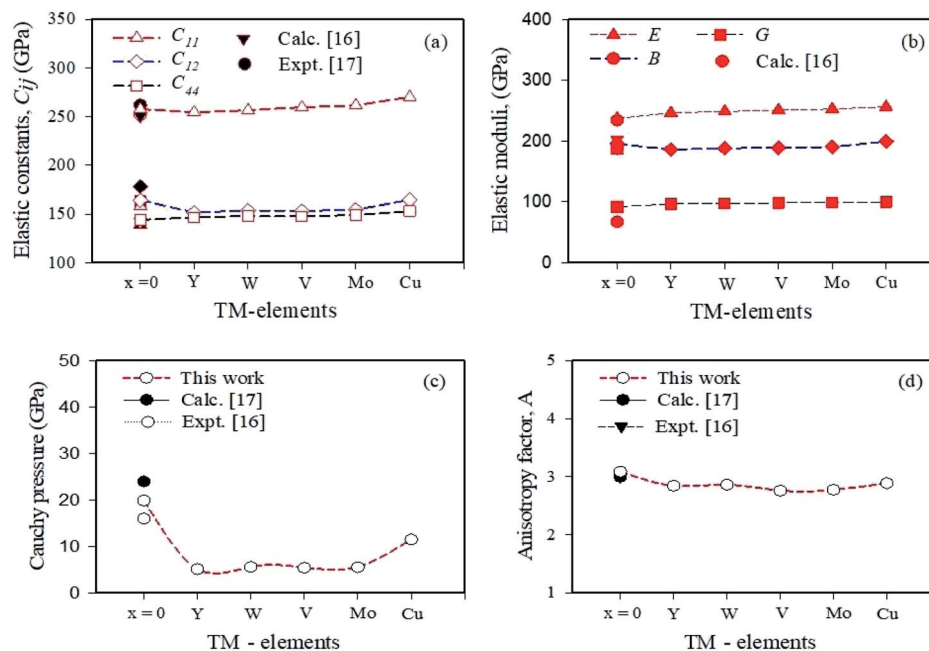 (a)
C11 Calc. [16]
C12 Expt. [17]
C44
Elastic constants, Cij (GPa)
350
300
250
200
150
100
x =0 Y W V Mo Cu
TM-elements
(b)
E G
B Calc. [16]
Elastic moduli, (GPa)
400
300
200
100
0
x =0 Y W V Mo Cu
TM-elements
(c)
This work
Calc. [17]
Expt. [16]
Cauchy pressure (GPa)
50
40
30
20
10
0
x = 0 Y W V Mo Cu
TM - elements
(d)
This work
Calc. [17]
Expt. [16]
Anisotropy factor, A
5
4
3
2
1
x = 0 Y W V Mo Cu
TM - elements